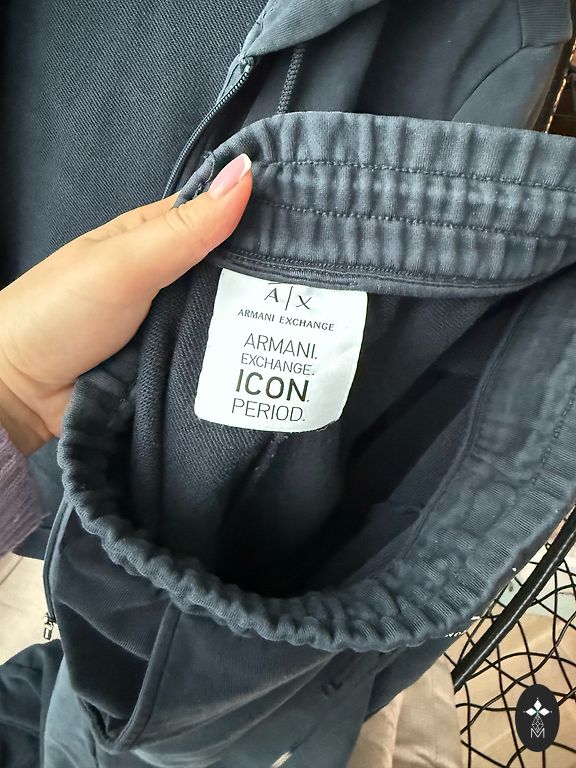 A|X
ARMANI EXCHANGE
ARMANI.
EXCHANGE.
ICON.
PERIOD.